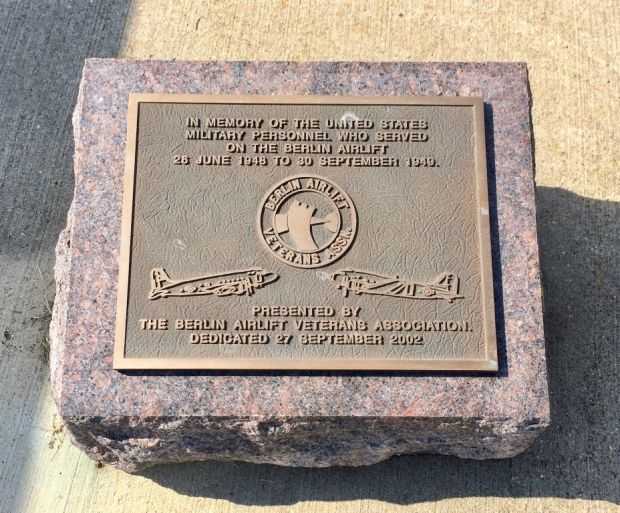 IN MEMORY OF THE UNITED STATES
MILITARY PERSONNEL WHO SERVED
ON THE BERLIN AIRLIFT
26 JUNE 1948 TO 30 SEPTEMBER 1949.
BERLIN AIRLIFT
VETERANS ASSN.
PRESENTED BY
THE BERLIN AIRLIFT VETERANS ASSOCIATION.
DEDICATED 27 SEPTEMBER 2002